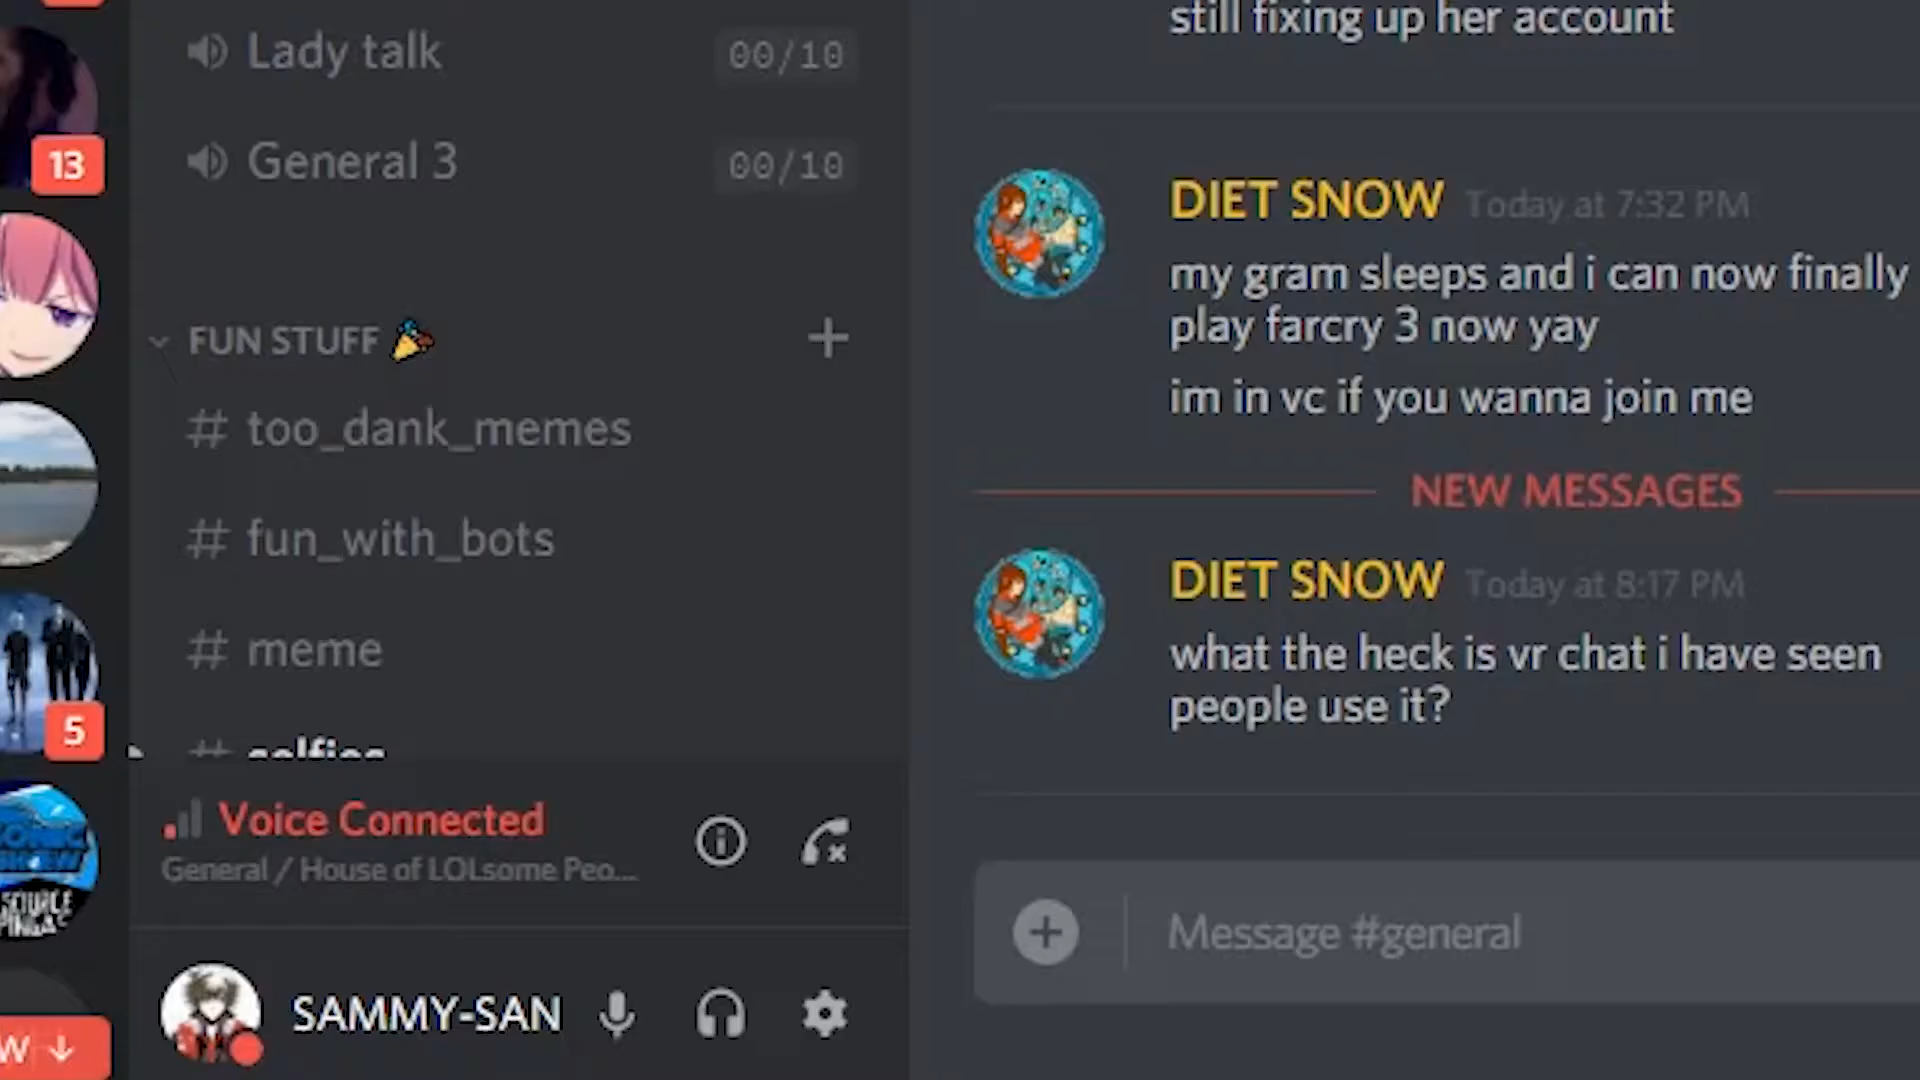 Lady talk 00/10
General 3 00/10
13
FUN STUFF
# too_dank_memes
# fun_with_bots
# meme
# selfies
5
Voice Connected
General / House of LOLsome Peo...
SAMMY-SAN
still fixing up her account
DIET SNOW Today at 7:32 PM
my gram sleeps and i can now finally
play farcry 3 now yay
im in vc if you wanna join me
NEW MESSAGES
DIET SNOW Today at 8:17 PM
what the heck is vr chat i have seen
people use it?
Message #general